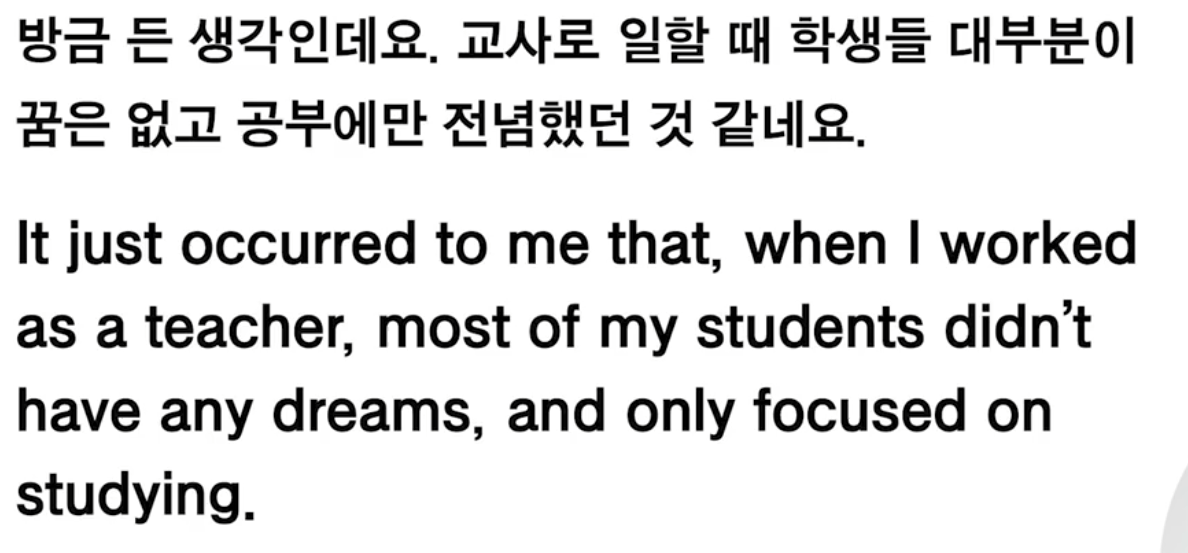 방금 든 생각인데요. 교사로 일할 때 학생들 대부분이
꿈은 없고 공부에만 전념했던 것 같네요.
It just occurred to me that, when I worked
as a teacher, most of my students didn’t
have any dreams, and only focused on
studying.